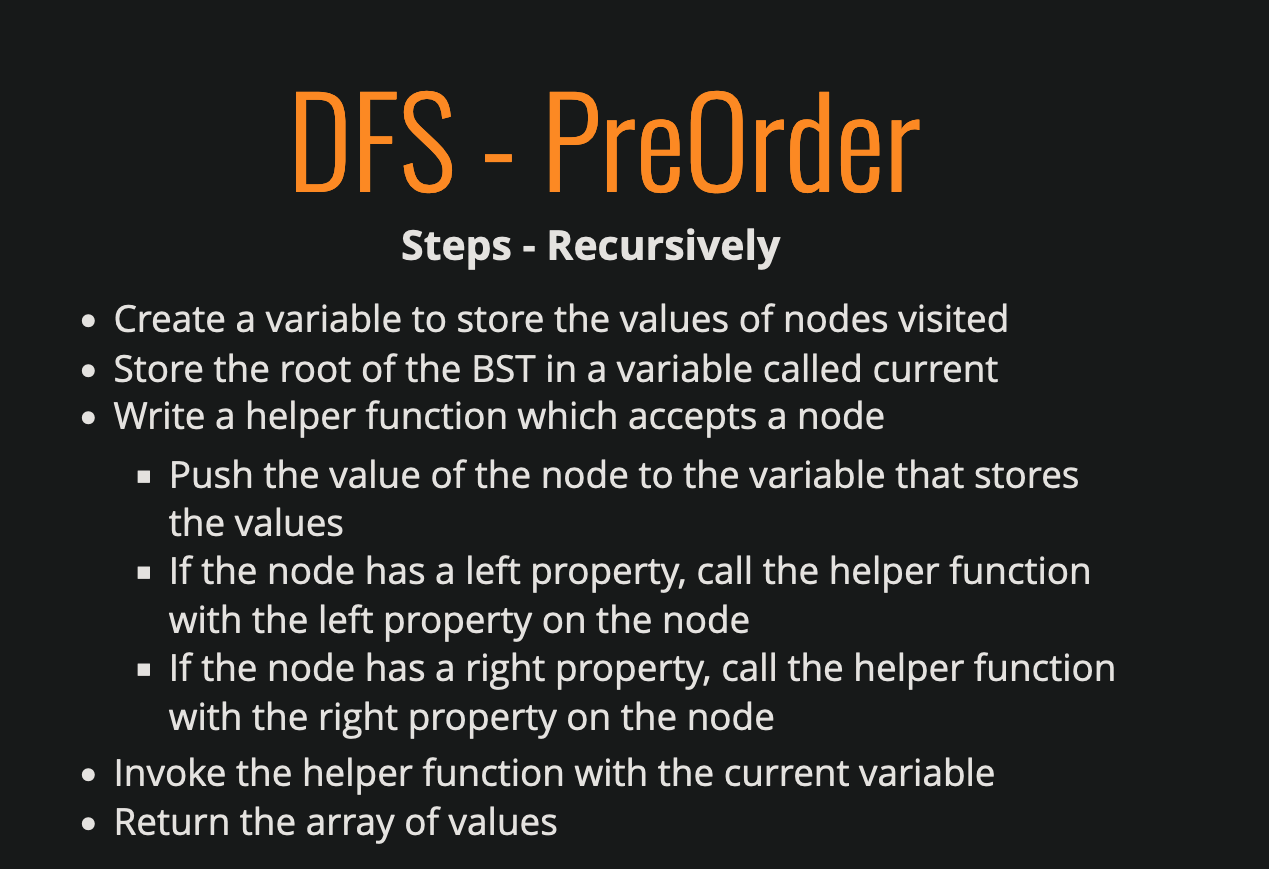 DFS - PreOrder
Steps - Recursively
• Create a variable to store the values of nodes visited
• Store the root of the BST in a variable called current
• Write a helper function which accepts a node
▪ Push the value of the node to the variable that stores
the values
▪ If the node has a left property, call the helper function
with the left property on the node
▪ If the node has a right property, call the helper function
with the right property on the node
• Invoke the helper function with the current variable
• Return the array of values